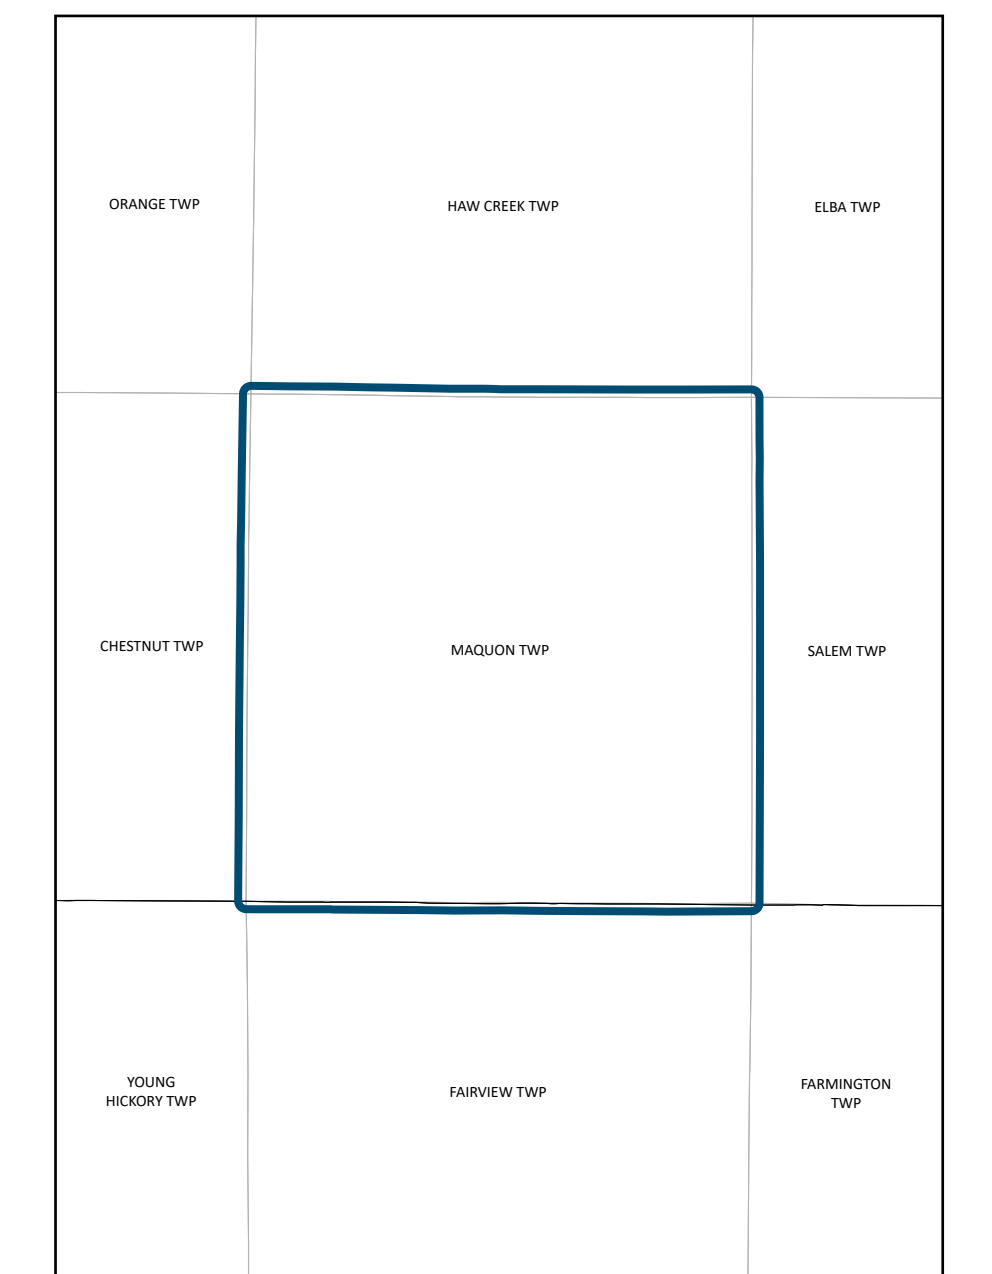 ORANGE TWP
HAW CREEK TWP
ELBA TWP
CHESTNUT TWP
MAQUON TWP
SALEM TWP
YOUNG
HICKORY TWP
FAIRVIEW TWP
FARMINGTON
TWP